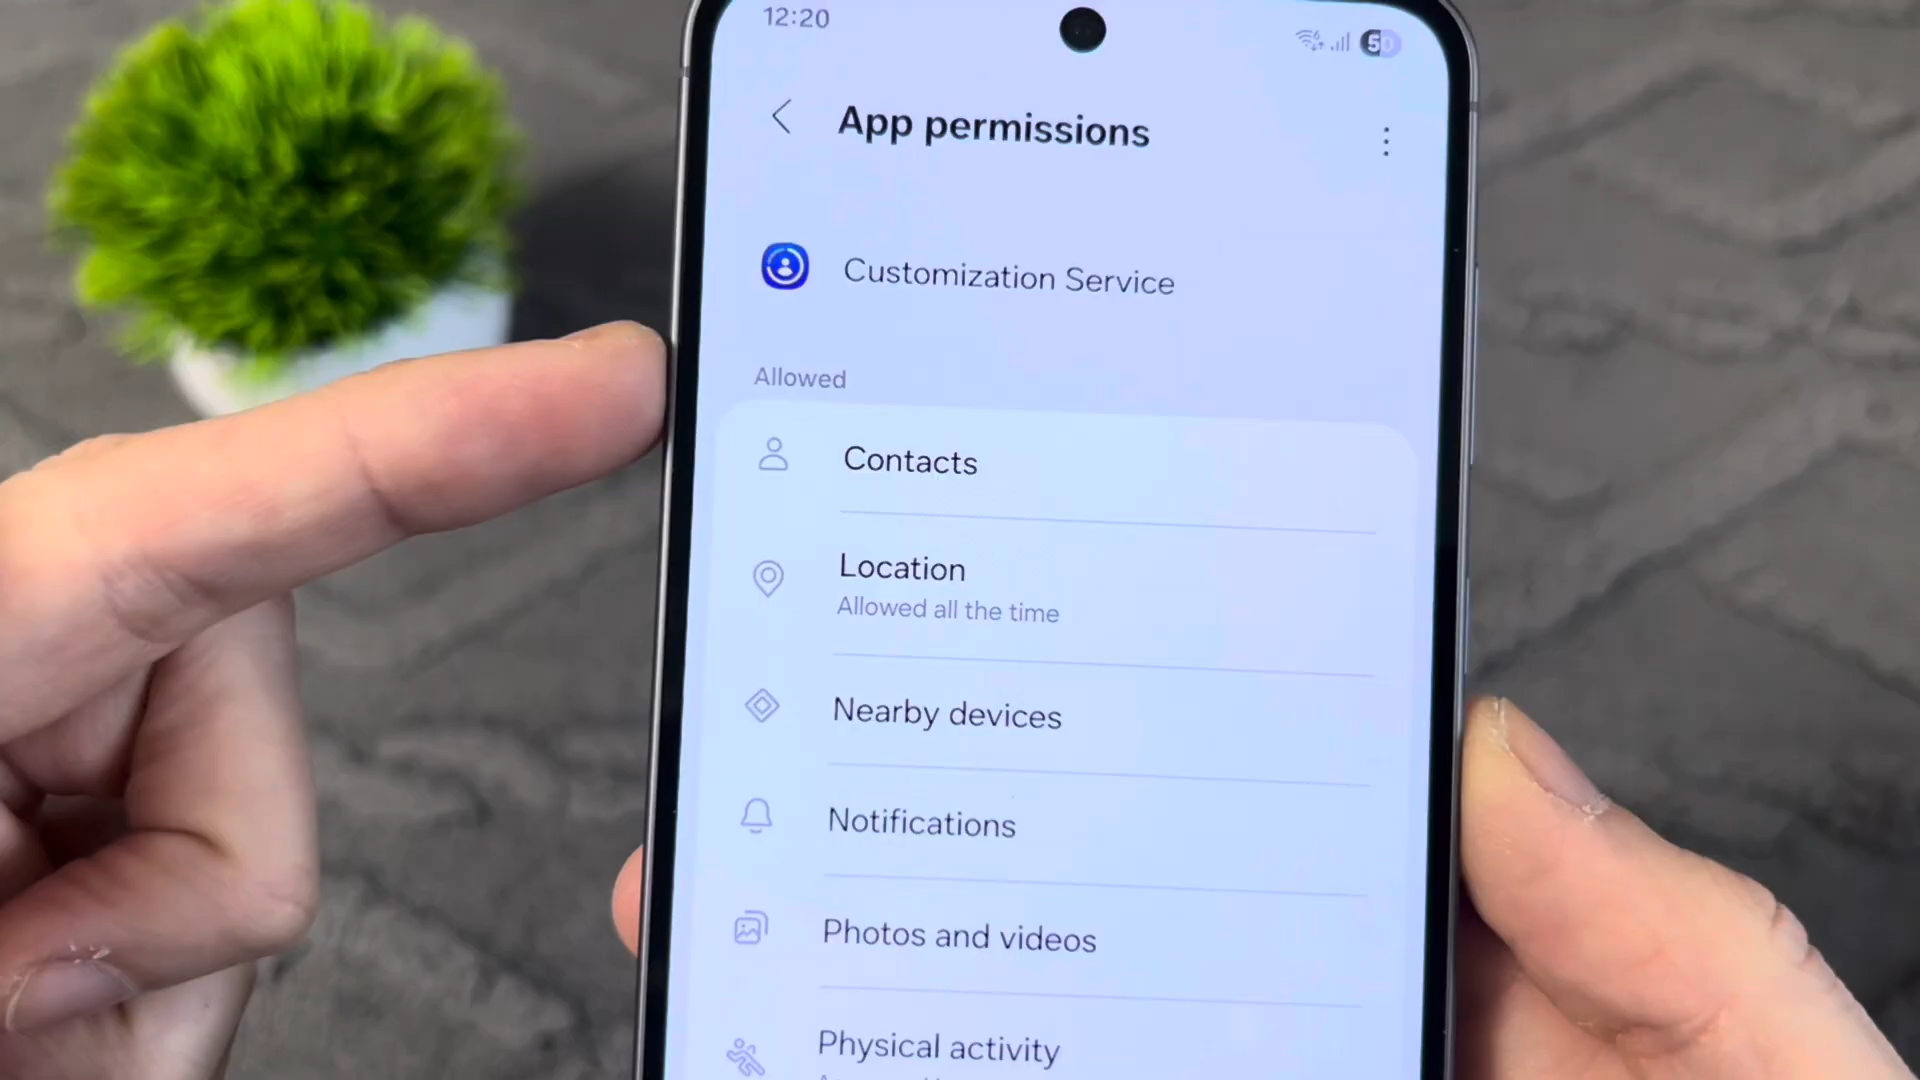 12:20
50
App permissions
Customization Service
Allowed
Contacts
Location
Allowed all the time
Nearby devices
Notifications
Photos and videos
Physical activity